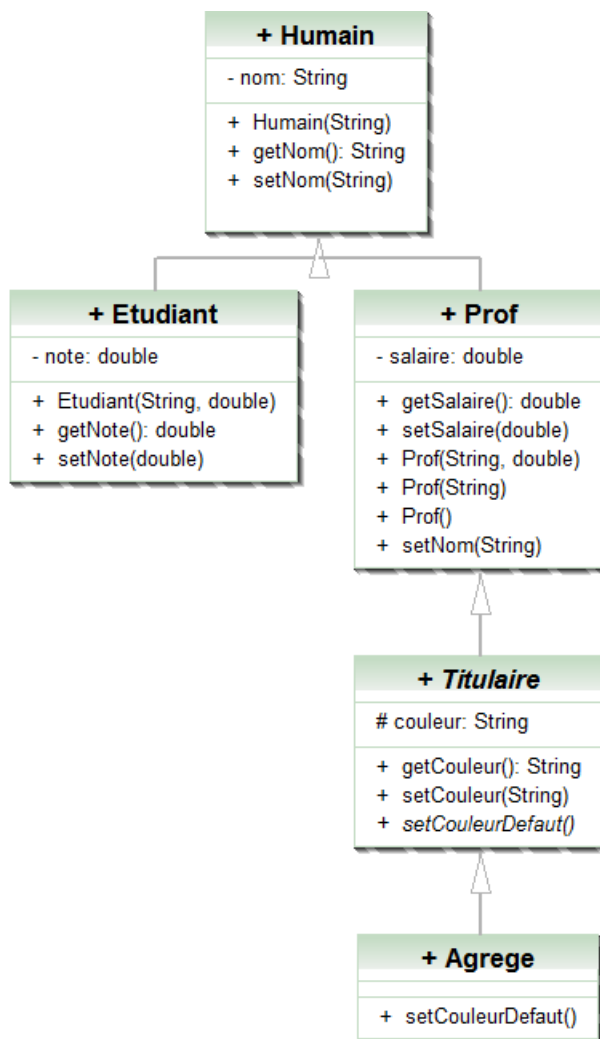 + Humain
- nom: String
+ Humain(String)
+ getNom(): String
+ setNom(String)
+ Etudiant
- note: double
+ Etudiant(String, double)
+ getNote(): double
+ setNote(double)
+ Prof
- salaire: double
+ getSalaire(): double
+ setSalaire(double)
+ Prof(String, double)
+ Prof(String)
+ Prof()
+ setNom(String)
+ Titulaire
# couleur: String
+ getCouleur(): String
+ setCouleur(String)
+ setCouleurDefaut()
+ Agrege
+ setCouleurDefaut()